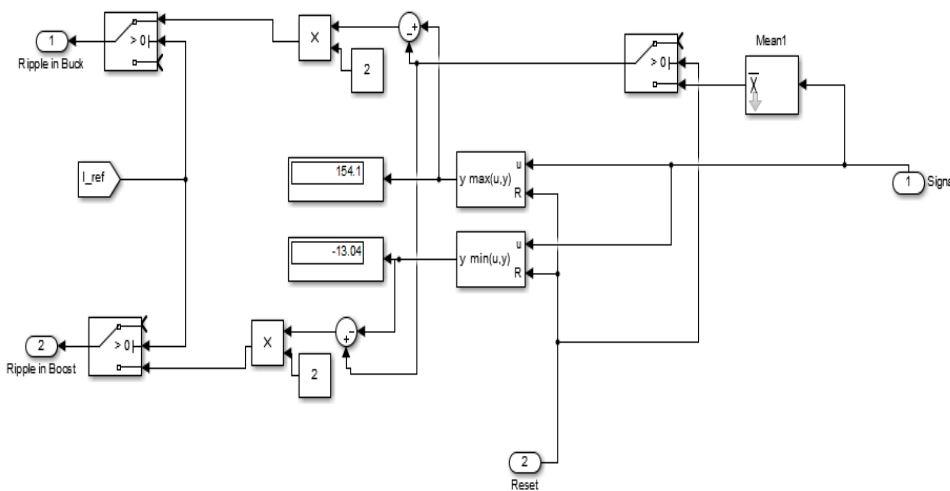 Mean1
1
> 0
X
− +
> 0
X
Ripple in Buck
2
154.1
u
y max(u,y)
R
I_ref
1
Signa
-13.04
u
y min(u,y)
R
2
> 0
X
+ −
Ripple in Boost
2
2
Reset